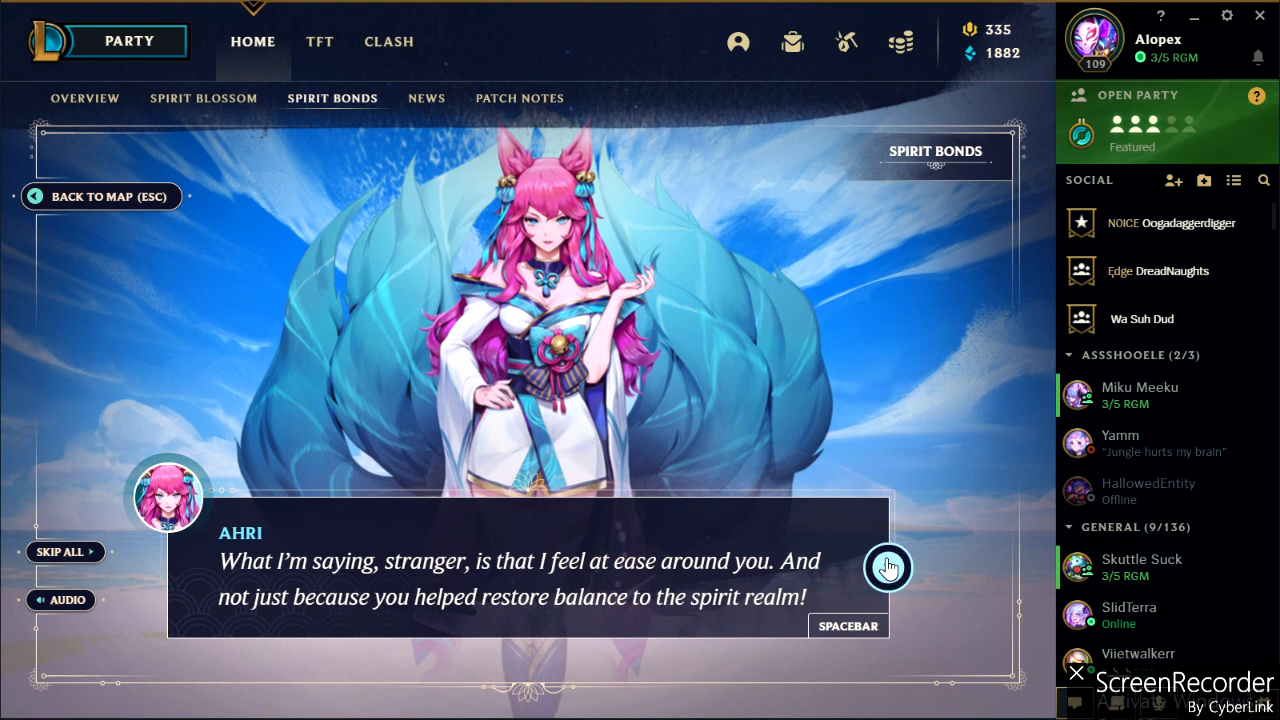 PARTY
HOME
TFT
CLASH
335
1882
?
Alopex
109
3/5 RGM
OVERVIEW
SPIRIT BLOSSOM
SPIRIT BONDS
NEWS
PATCH NOTES
OPEN PARTY
?
Featured
SPIRIT BONDS
BACK TO MAP (ESC)
SOCIAL
NOICE Oogadaggerdigger
Edge DreadNaughts
Wa Suh Dud
ASSSHOOELE (2/3)
Miku Meeku
3/5 RGM
Yamm
"Jungle hurts my brain"
HallowedEntity
Offline
GENERAL (9/136)
Skuttle Suck
3/5 RGM
SlidTerra
Online
Viietwalkerr
AHRI
What I'm saying, stranger, is that I feel at ease around you. And
not just because you helped restore balance to the spirit realm!
SPACEBAR
SKIP ALL
AUDIO
ScreenRecorder
By CyberLink